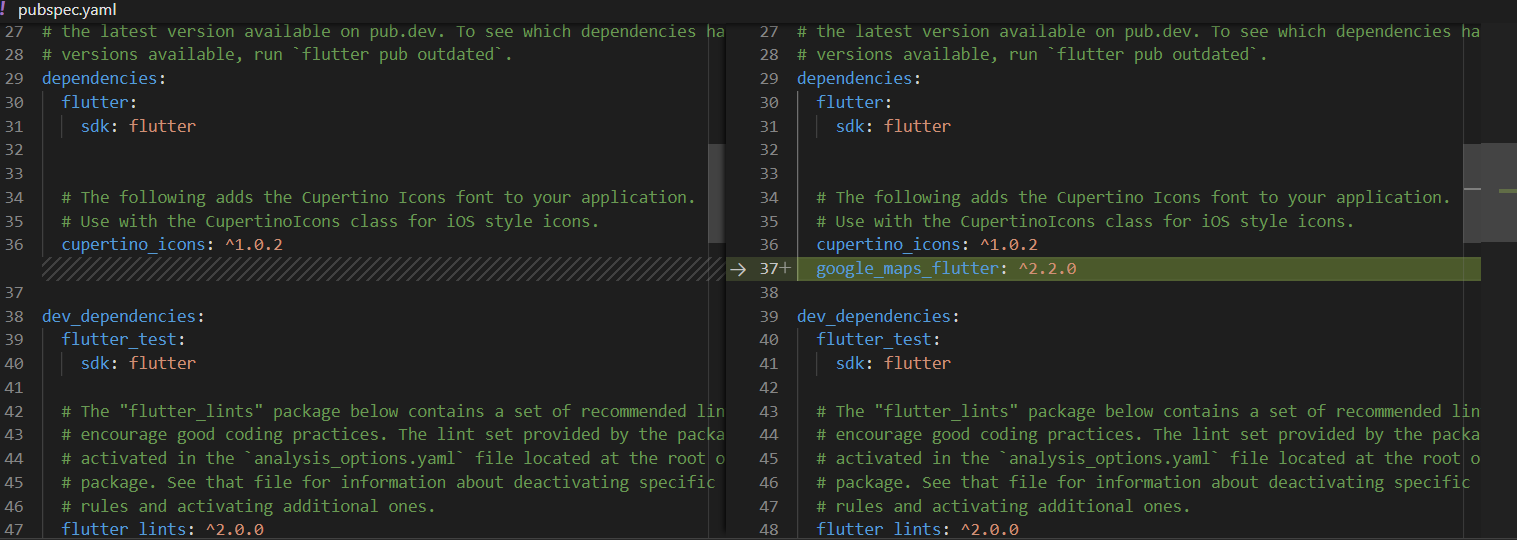 ! pubspec.yaml
27 # the latest version available on pub.dev. To see which dependencies ha
28 # versions available, run `flutter pub outdated`.
29 dependencies:
30 flutter:
31 sdk: flutter
32
33
34 # The following adds the Cupertino Icons font to your application.
35 # Use with the CupertinoIcons class for iOS style icons.
36 cupertino_icons: ^1.0.2
37
38 dev_dependencies:
39 flutter_test:
40 sdk: flutter
41
42 # The "flutter_lints" package below contains a set of recommended lin
43 # encourage good coding practices. The lint set provided by the packa
44 # activated in the `analysis_options.yaml` file located at the root o
45 # package. See that file for information about deactivating specific
46 # rules and activating additional ones.
47 flutter_lints: ^2.0.0
27 # the latest version available on pub.dev. To see which dependencies ha
28 # versions available, run `flutter pub outdated`.
29 dependencies:
30 flutter:
31 sdk: flutter
32
33
34 # The following adds the Cupertino Icons font to your application.
35 # Use with the CupertinoIcons class for iOS style icons.
36 cupertino_icons: ^1.0.2
→ 37+ google_maps_flutter: ^2.2.0
38
39 dev_dependencies:
40 flutter_test:
41 sdk: flutter
42
43 # The "flutter_lints" package below contains a set of recommended lin
44 # encourage good coding practices. The lint set provided by the packa
45 # activated in the `analysis_options.yaml` file located at the root o
46 # package. See that file for information about deactivating specific
47 # rules and activating additional ones.
48 flutter_lints: ^2.0.0